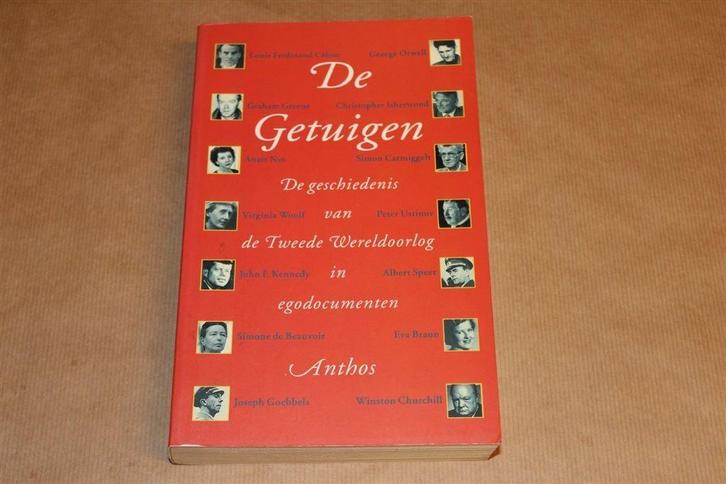 Louis Ferdinand Céline
George Orwell
De
Graham Greene
Christopher Isherwood
Getuigen
Anaïs Nin
Simon Carmiggelt
De geschiedenis
Virginia Woolf
van
Peter Ustinov
de Tweede Wereldoorlog
John F. Kennedy
in
Albert Speer
egodocumenten
Simone de Beauvoir
Eva Braun
Anthos
Joseph Goebbels
Winston Churchill